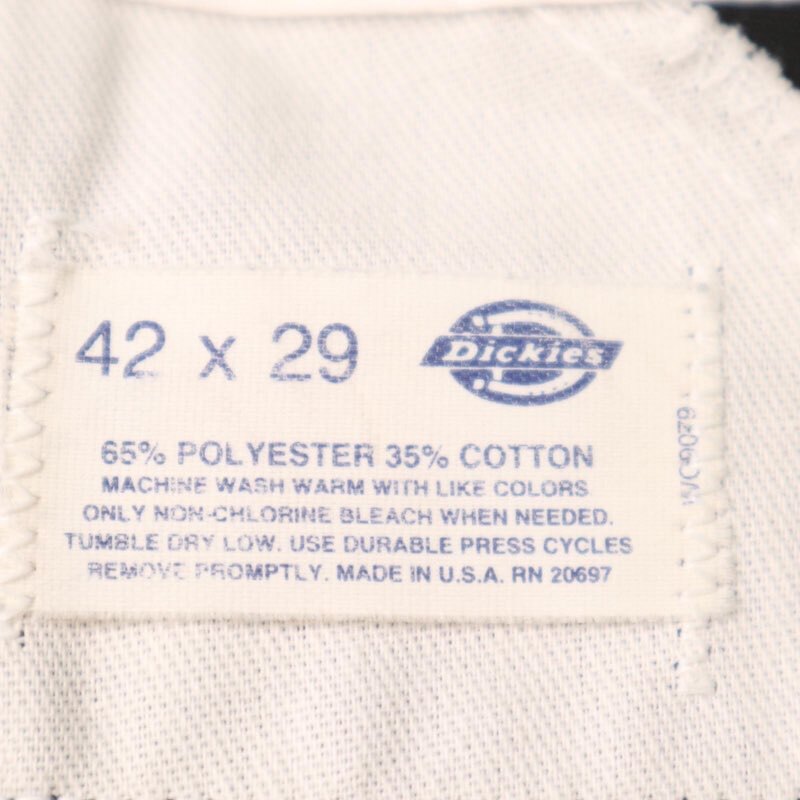 42 x 29
Dickies
65% POLYESTER 35% COTTON
MACHINE WASH WARM WITH LIKE COLORS
ONLY NON-CHLORINE BLEACH WHEN NEEDED.
TUMBLE DRY LOW. USE DURABLE PRESS CYCLES
REMOVE PROMPTLY. MADE IN U.S.A. RN 20697